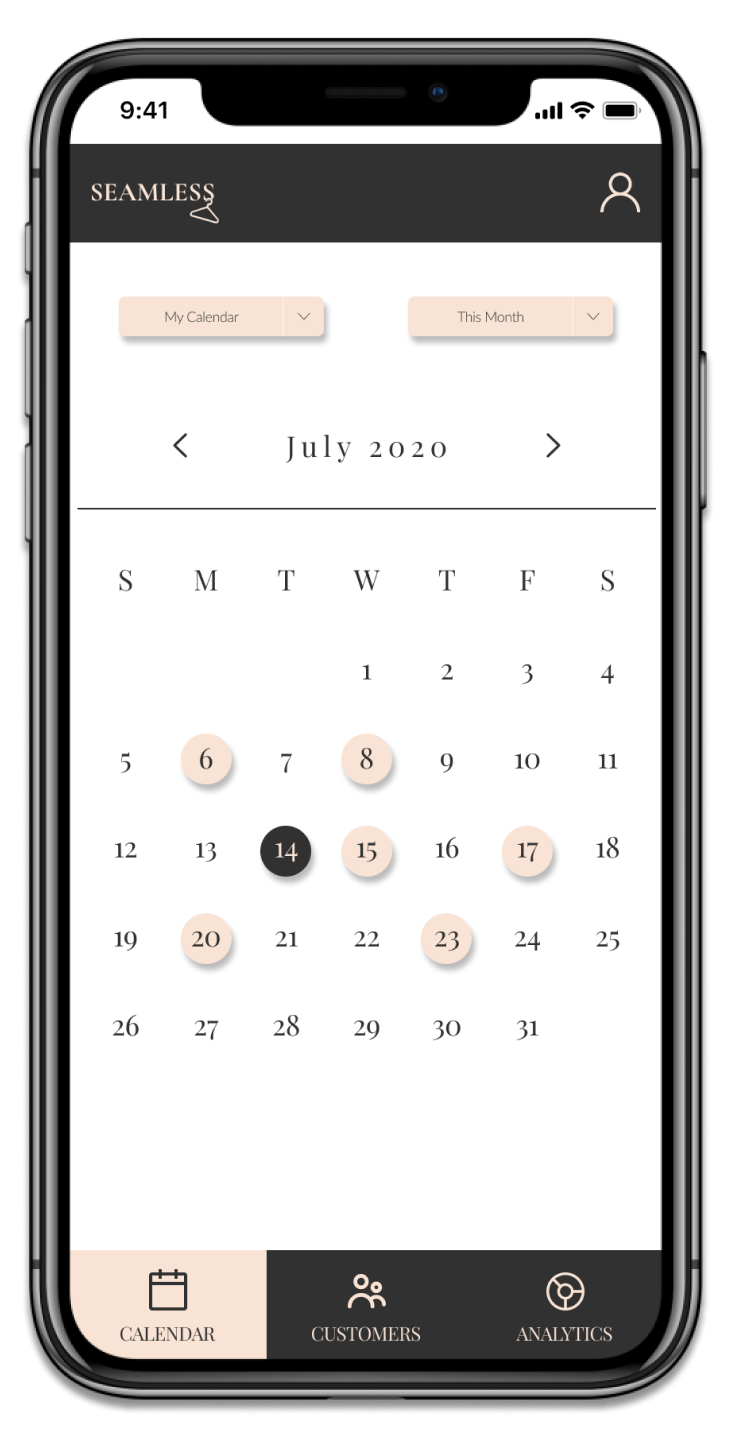 9:41
SEAMLESS
My Calendar This Month
July 2020
S M T W T F S
1 2 3 4
5 6 7 8 9 10 11
12 13 14 15 16 17 18
19 20 21 22 23 24 25
26 27 28 29 30 31
CALENDAR CUSTOMERS ANALYTICS